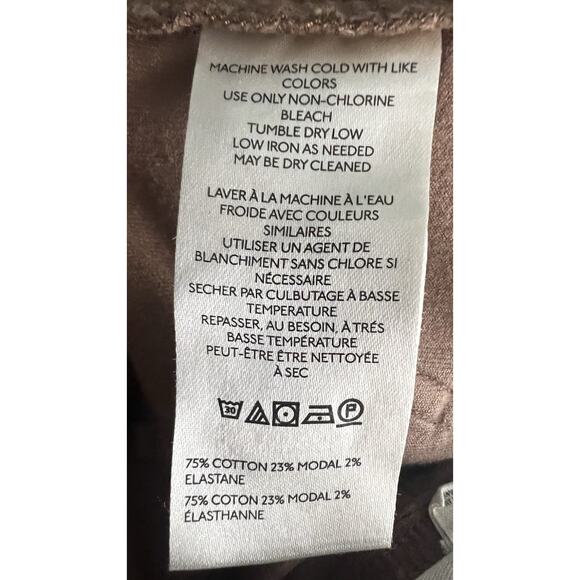 MACHINE WASH COLD WITH LIKE
COLORS
USE ONLY NON-CHLORINE
BLEACH
TUMBLE DRY LOW
LOW IRON AS NEEDED
MAY BE DRY CLEANED
LAVER À LA MACHINE À L'EAU
FROIDE AVEC COULEURS
SIMILAIRES
UTILISER UN AGENT DE
BLANCHIMENT SANS CHLORE SI
NÉCESSAIRE
SECHER PAR CULBUTAGE À BASSE
TEMPERATURE
REPASSER, AU BESOIN, À TRÉS
BASSE TEMPÉRATURE
PEUT-ÊTRE ÊTRE NETTOYÉE
À SEC
30 P
75% COTTON 23% MODAL 2%
ELASTANE
75% COTON 23% MODAL 2%
ÉLASTHANNE